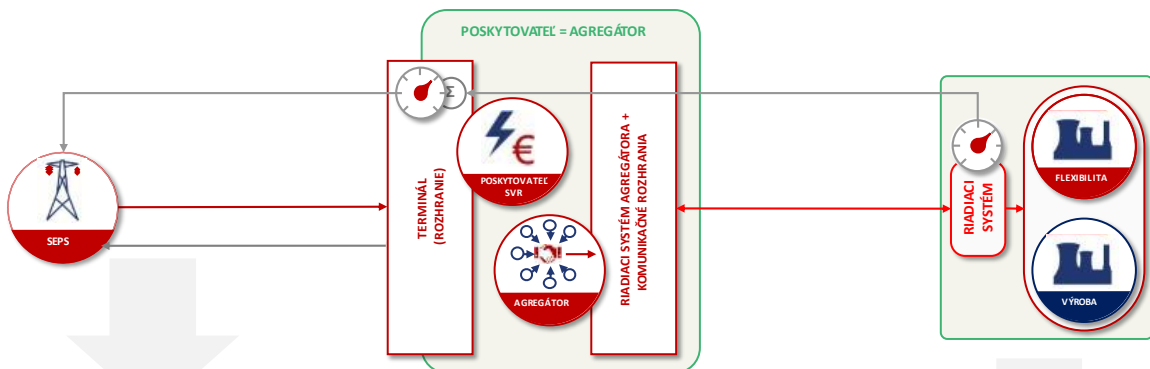 POSKYTOVATEĽ = AGREGÁTOR
Σ
TERMINÁL
(ROZHRANIE)
POSKYTOVATEĽ
SVR
AGREGÁTOR
RIADIACI SYSTÉM AGREGÁTORA +
KOMUNIKAČNÉ ROZHRANIA
SEPS
RIADIACI
SYSTÉM
FLEXIBILITA
VÝROBA